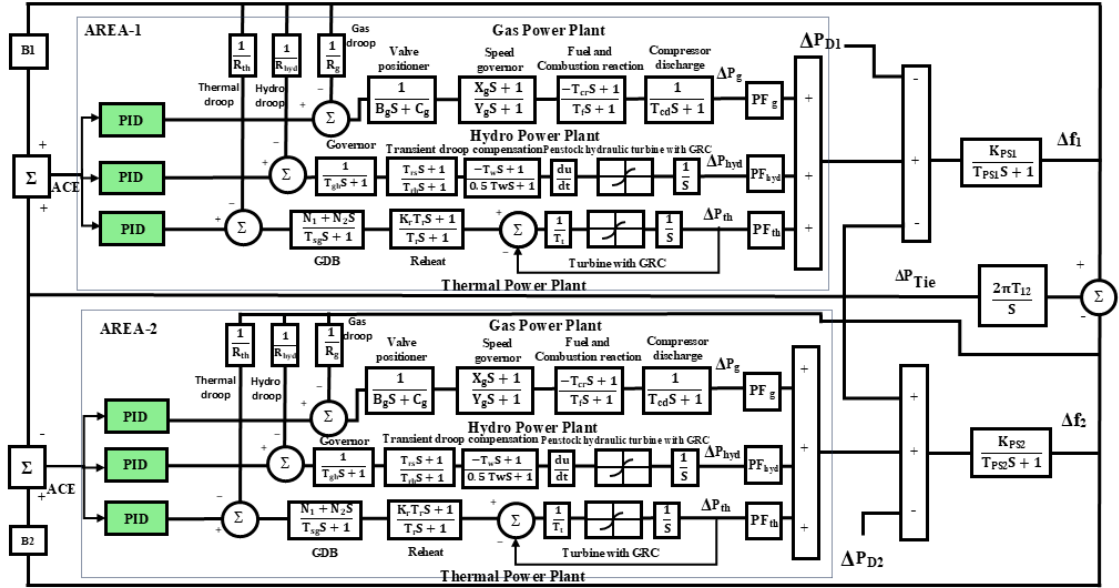 AREA-1
Gas Power Plant
B1
1
R_th
1
R_hyd
1
R_g
Gas
droop
Thermal
droop
Hydro
droop
Valve
positioner
Speed
governor
Fuel and
Combustion reaction
Compressor
discharge
ΔP_g
ΔP_D1
PID
Σ
1
B_gS + C_g
X_gS + 1
Y_gS + 1
−T_crS + 1
T_fS + 1
1
T_cdS + 1
PF_g
Hydro Power Plant
Governor
Transient droop compensation
Penstock hydraulic turbine with GRC
ΔP_hyd
Σ
ACE
PID
Σ
1
T_ghS + 1
T_rsS + 1
T_rhS + 1
−T_wS + 1
0.5 TwS + 1
du
dt
1
S
PF_hyd
K_PS1
T_PS1S + 1
Δf₁
PID
Σ
N₁ + N₂S
T_sgS + 1
GDB
K_rT_rS + 1
T_rS + 1
Reheat
Σ
1
T_t
1
S
Turbine with GRC
ΔP_th
PF_th
Thermal Power Plant
ΔP_Tie
2πT₁₂
S
Σ
AREA-2
Gas Power Plant
1
R_th
1
R_hyd
1
R_g
Gas
droop
Thermal
droop
Hydro
droop
Valve
positioner
Speed
governor
Fuel and
Combustion reaction
Compressor
discharge
ΔP_g
PID
Σ
1
B_gS + C_g
X_gS + 1
Y_gS + 1
−T_crS + 1
T_fS + 1
1
T_cdS + 1
PF_g
Hydro Power Plant
Governor
Transient droop compensation
Penstock hydraulic turbine with GRC
ΔP_hyd
Σ
ACE
PID
Σ
1
T_ghS + 1
T_rsS + 1
T_rhS + 1
−T_wS + 1
0.5 TwS + 1
du
dt
1
S
PF_hyd
K_PS2
T_PS2S + 1
Δf₂
B2
PID
Σ
N₁ + N₂S
T_sgS + 1
GDB
K_rT_rS + 1
T_rS + 1
Reheat
Σ
1
T_t
1
S
Turbine with GRC
ΔP_th
PF_th
Thermal Power Plant
ΔP_D2